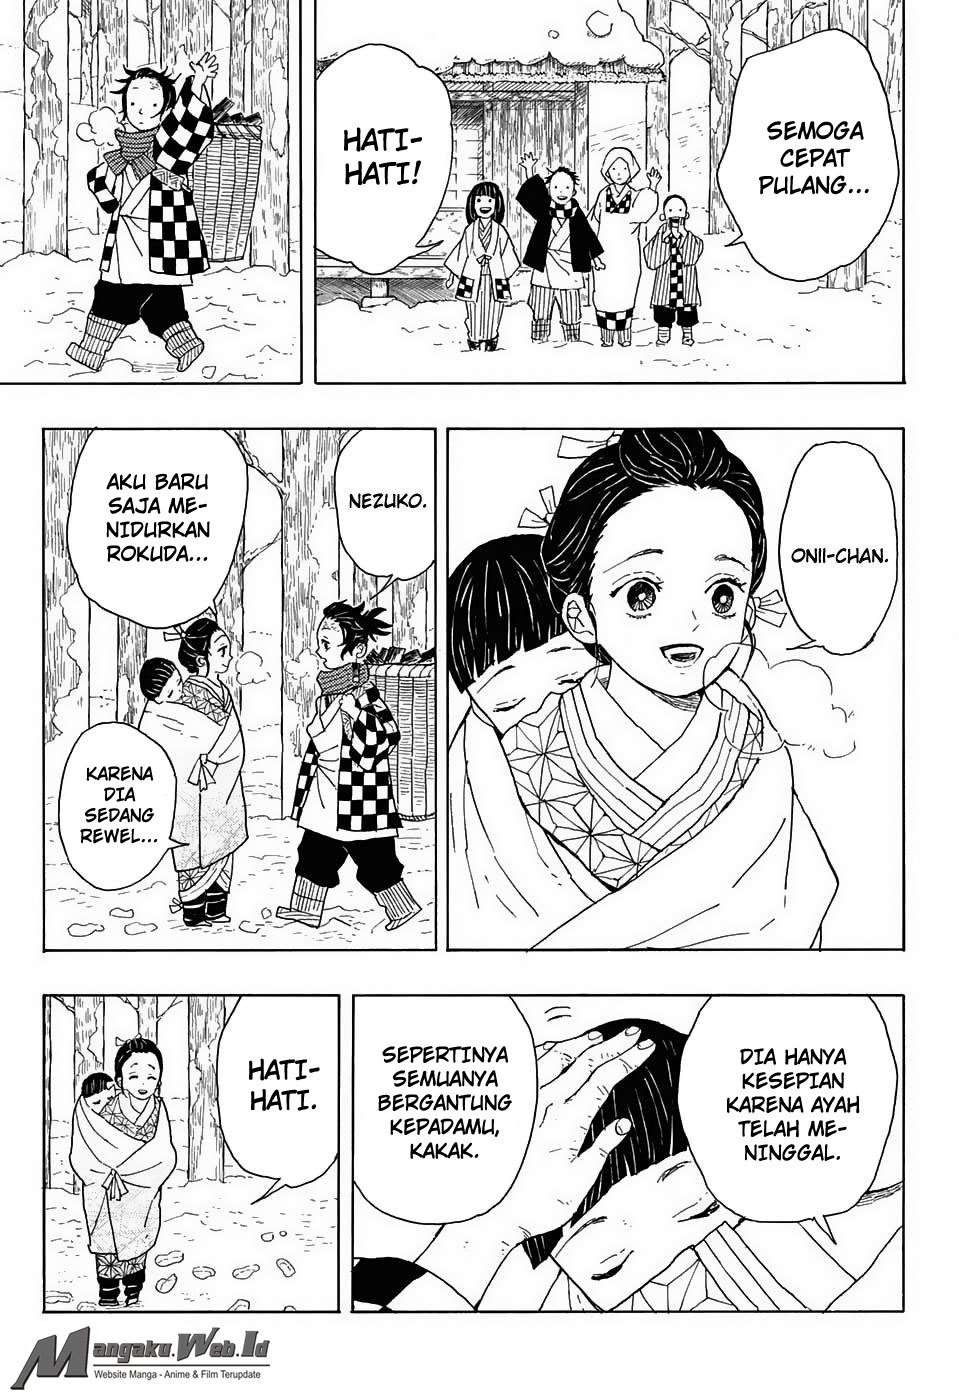 SEMOGA
CEPAT
PULANG...
HATI-
HATI!
ONII-CHAN.
NEZUKO.
AKU BARU
SAJA ME-
NIDURKAN
ROKUDA...
KARENA
DIA
SEDANG
REWEL...
DIA HANYA
KESEPIAN
KARENA AYAH
TELAH ME-
NINGGAL.
SEPERTINYA
SEMUANYA
BERGANTUNG
KEPADAMU,
KAKAK.
HATI-
HATI.
Mangaku.Web.Id
Website Manga - Anime & Film Terupdate